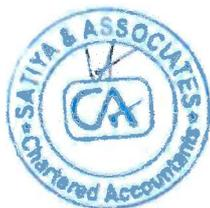 SATIYA & ASSOCIATES
CA
* Chartered Accountants *